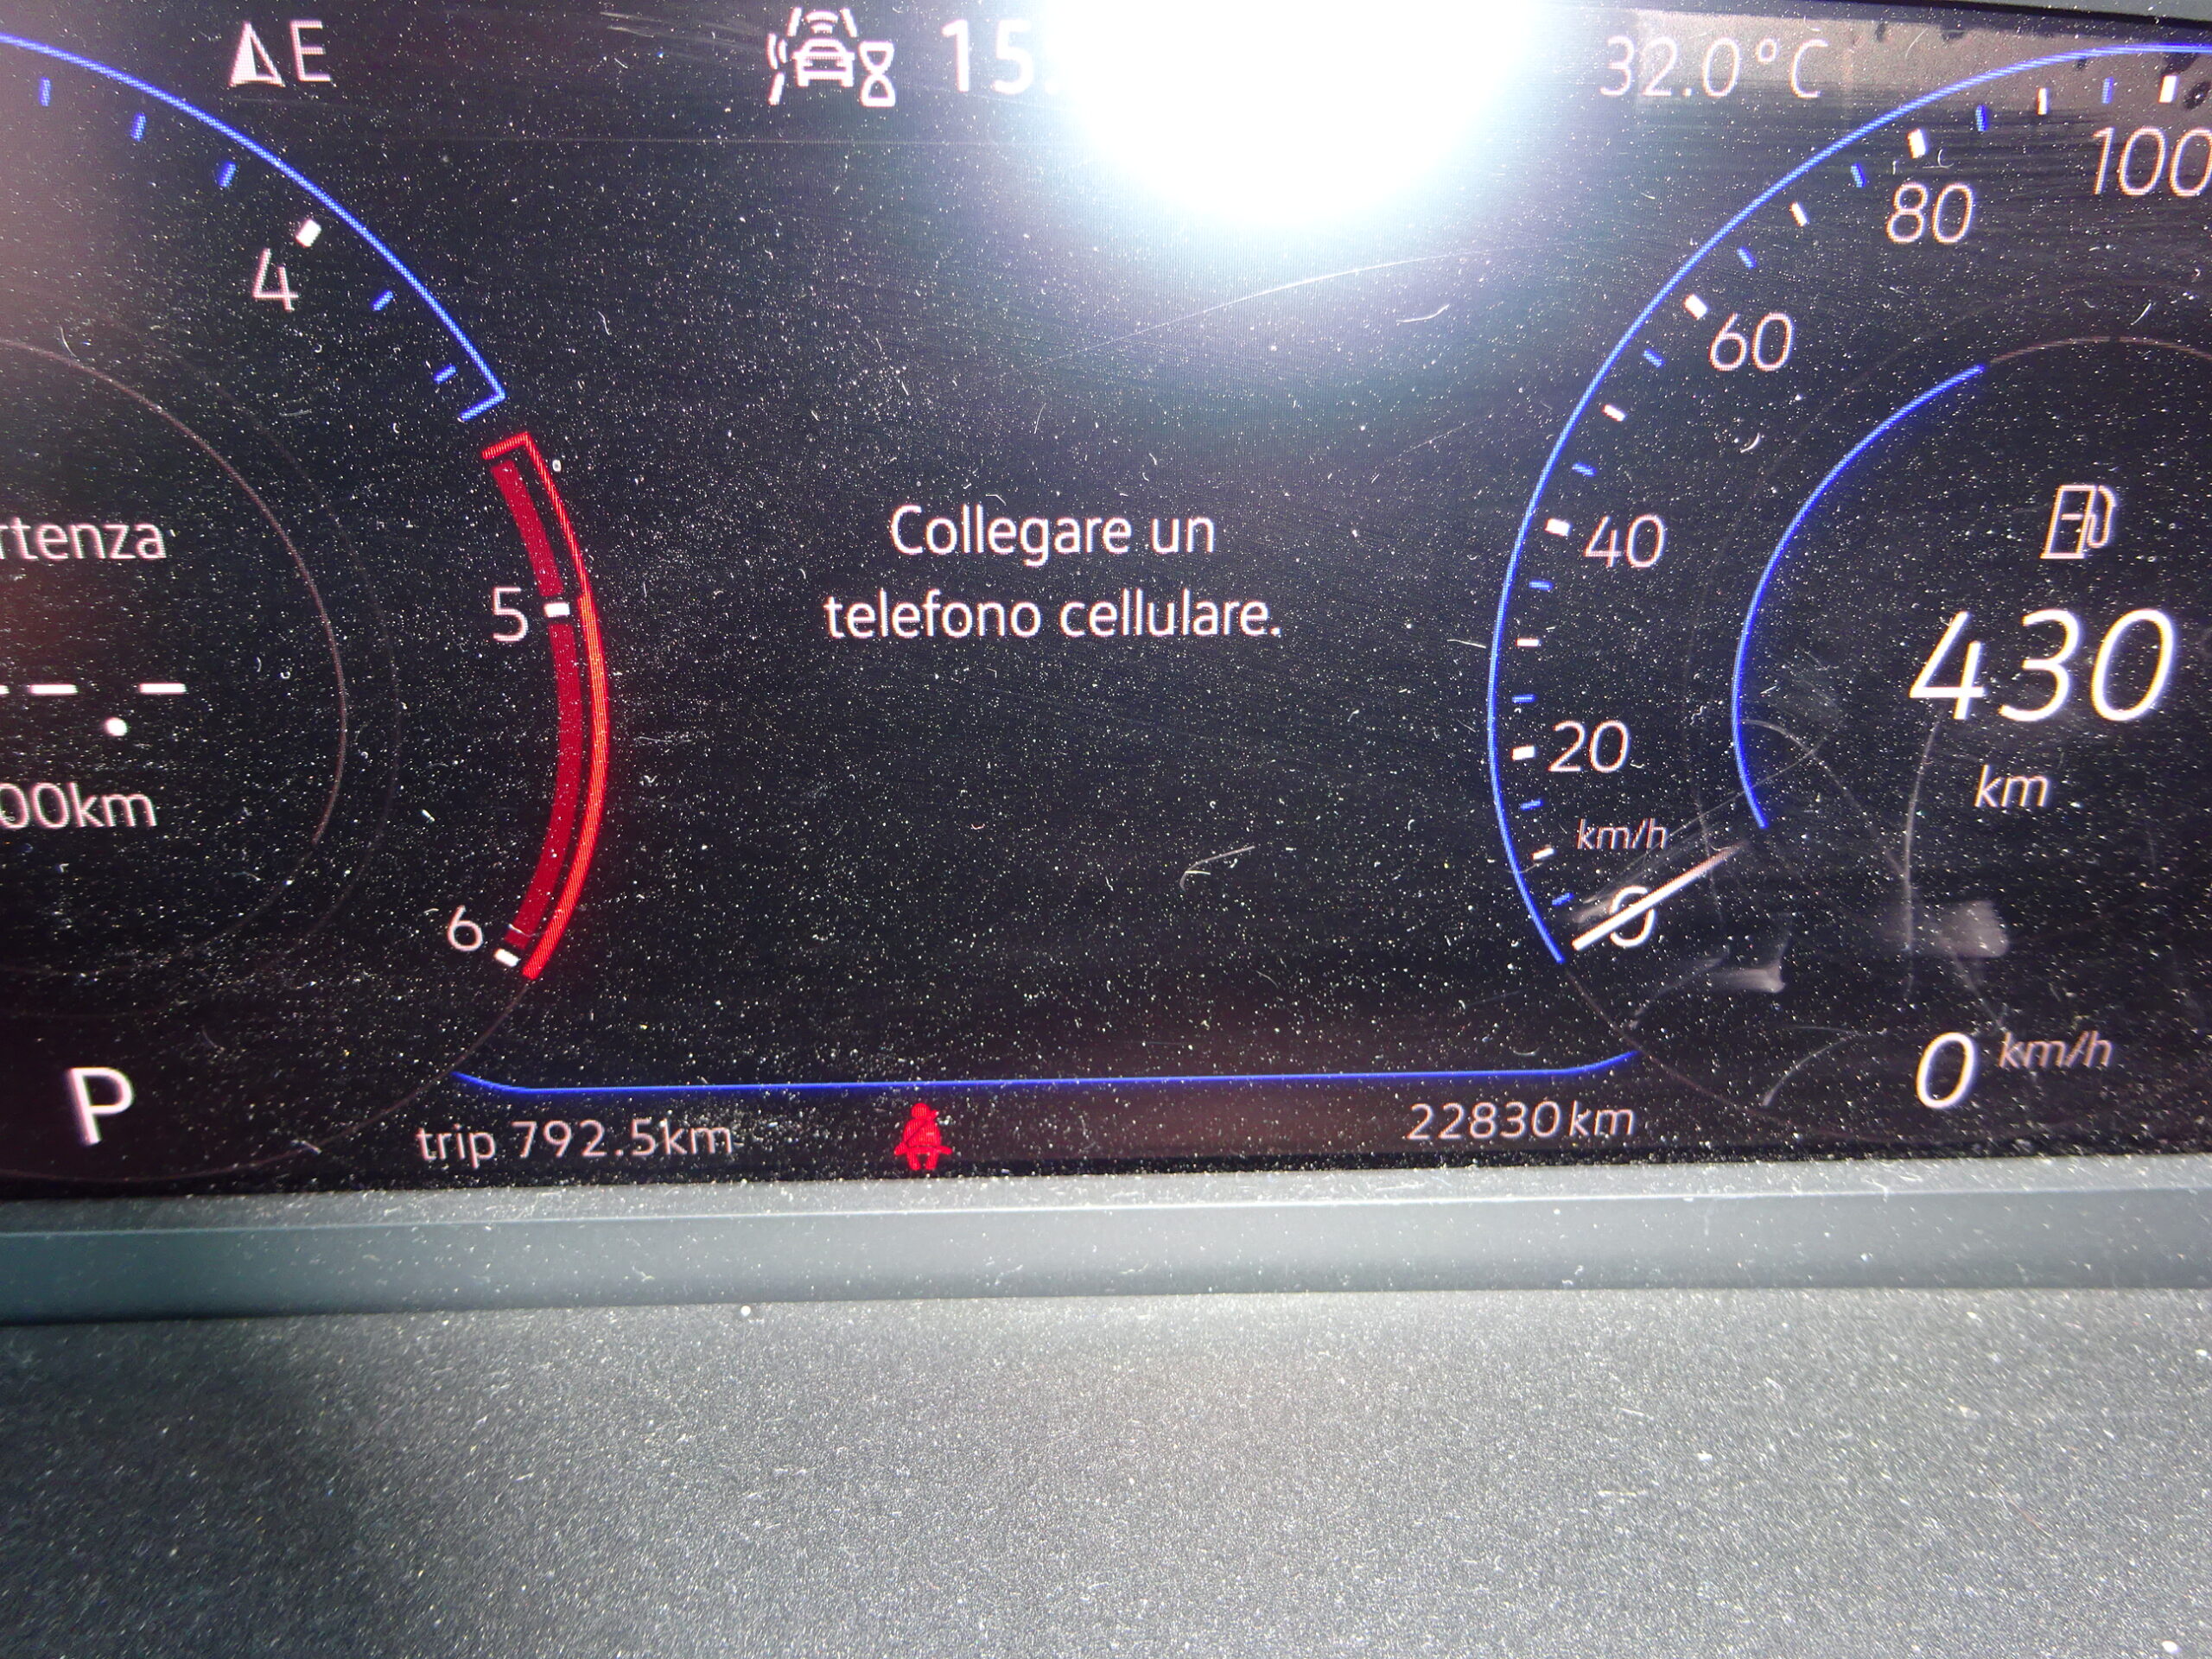 E
32.0°C
100
80
60
40
20
km/h
0
4
5
6
00km
Collegare un
telefono cellulare.
430
km
0 km/h
P
trip 792.5km
22830km